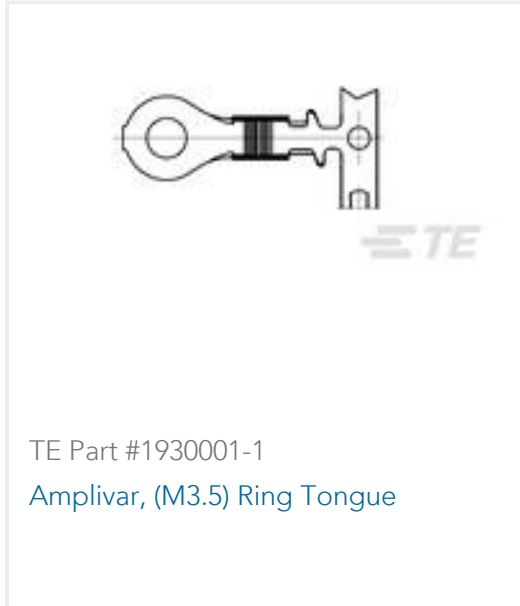 TE
TE Part #1930001-1
Amplivar, (M3.5) Ring Tongue